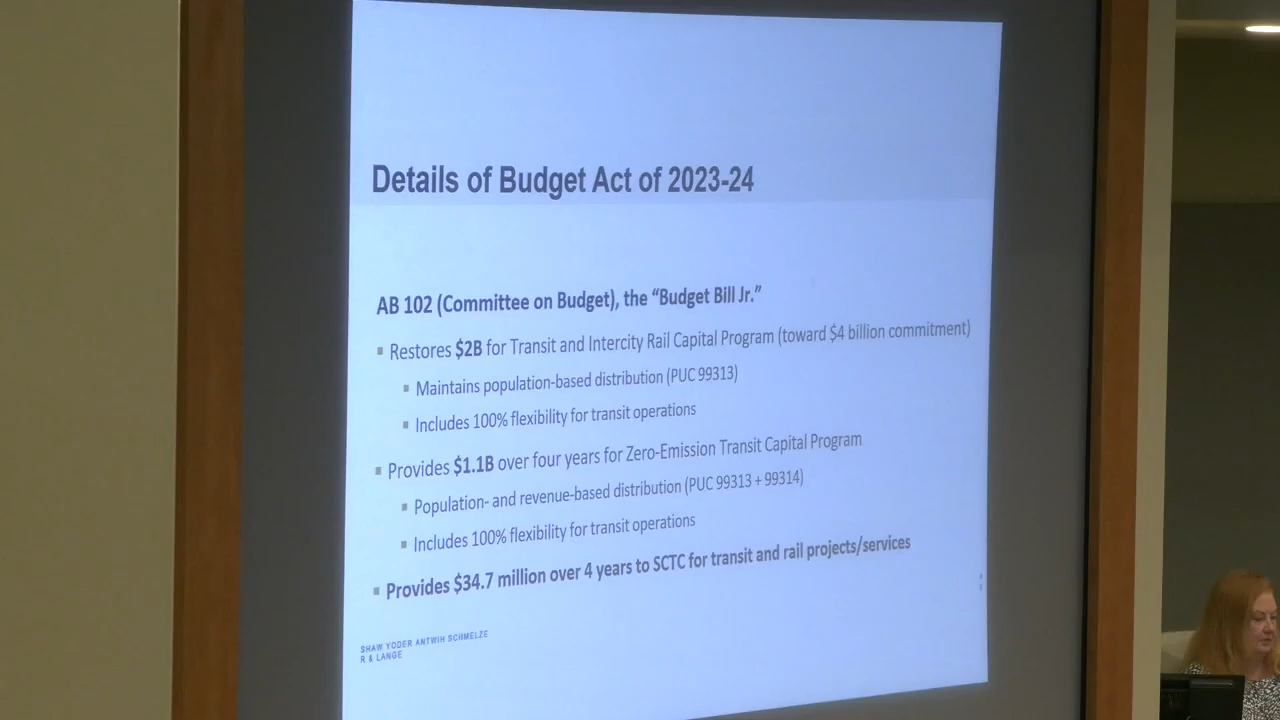 Details of Budget Act of 2023-24
AB 102 (Committee on Budget), the “Budget Bill Jr.”
▪ Restores $2B for Transit and Intercity Rail Capital Program (toward $4 billion commitment)
▪ Maintains population-based distribution (PUC 99313)
▪ Includes 100% flexibility for transit operations
▪ Provides $1.1B over four years for Zero-Emission Transit Capital Program
▪ Population- and revenue-based distribution (PUC 99313 + 99314)
▪ Includes 100% flexibility for transit operations
▪ Provides $34.7 million over 4 years to SCTC for transit and rail projects/services
SHAW YODER ANTWIH SCHMELZE
R & LANGE